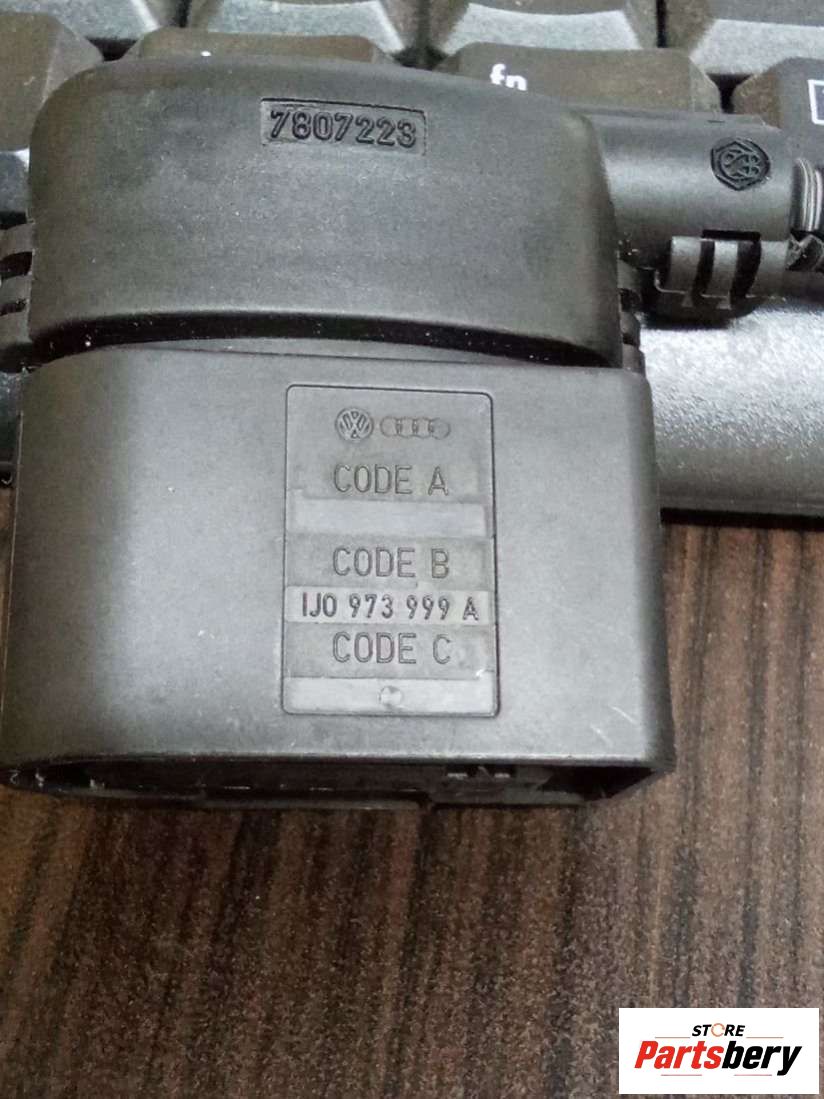 fn
7807223
CODE A
CODE B
1J0 973 999 A
CODE C
STORE
Partsbery